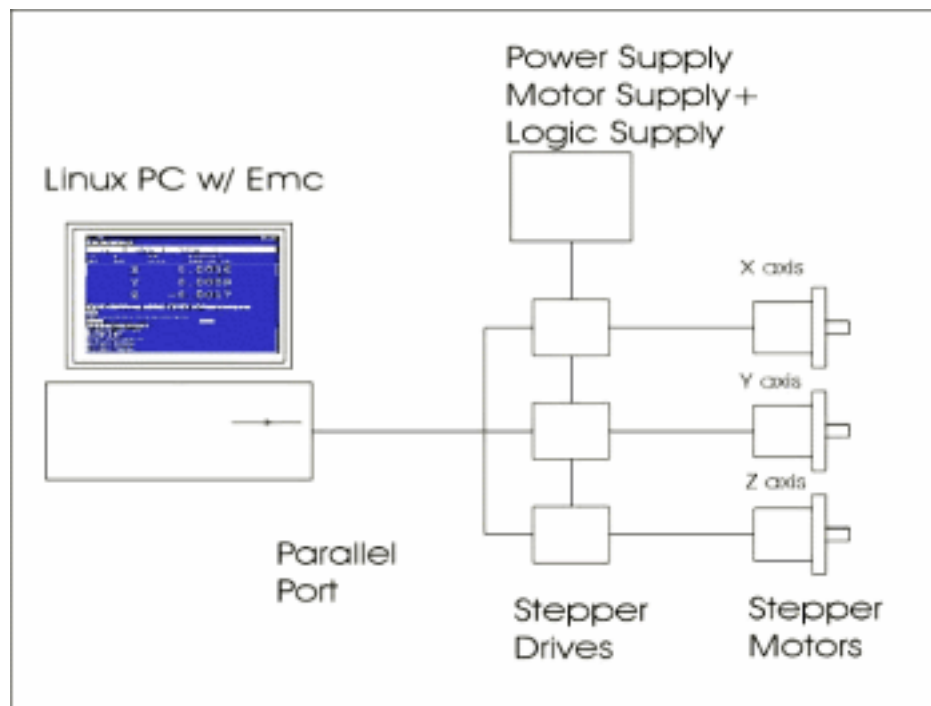 Power Supply
Motor Supply+
Logic Supply
Linux PC w/ Emc
X axis
Y axis
Z axis
Parallel
Port
Stepper
Drives
Stepper
Motors